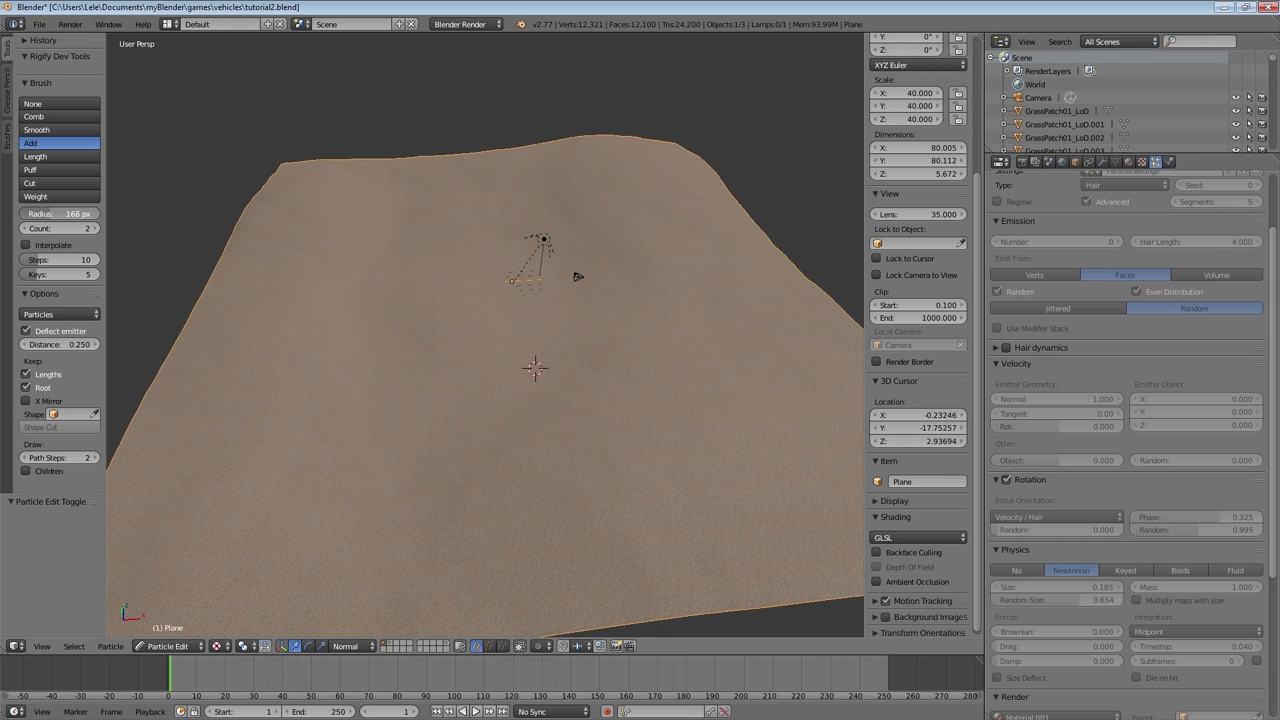 Blender* [C:\Users\Lele\Documents\myBlender\games\vehicles\tutorial2.blend]
File Render Window Help Default Scene Blender Render v2.77 | Verts:12,321 | Faces:12,100 | Tris:24,200 | Objects:1/3 | Lamps:0/1 | Mem:93.99M | Plane
Tools
Grease Pencil
Brushes
History
Rigify Dev Tools
Brush
None
Comb
Smooth
Add
Length
Puff
Cut
Weight
Radius: 166 px
Count: 2
Interpolate
Steps: 10
Keys: 5
Options
Particles
Deflect emitter
Distance: 0.250
Keep:
Lengths
Root
X Mirror
Shape:
Shape Cut
Draw:
Path Steps: 2
Children
Particle Edit Toggle
User Persp
(1) Plane
Y: 0°
Z: 0°
XYZ Euler
Scale:
X: 40.000
Y: 40.000
Z: 40.000
Dimensions:
X: 80.005
Y: 80.112
Z: 5.672
View
Lens: 35.000
Lock to Object:
Lock to Cursor
Lock Camera to View
Clip:
Start: 0.100
End: 1000.000
Local Camera:
Camera
Render Border
3D Cursor
Location:
X: -0.23246
Y: -17.75257
Z: 2.93694
Item
Plane
Display
Shading
GLSL
Backface Culling
Depth Of Field
Ambient Occlusion
Motion Tracking
Background Images
Transform Orientations
View Search All Scenes
Scene
RenderLayers
World
Camera
GrassPatch01_LoD
GrassPatch01_LoD.001
GrassPatch01_LoD.002
GrassPatch01_LoD.003
Settings: ParticleSettings
Type: Hair Seed: 0
Regrow Advanced Segments: 5
Emission
Number: 0 Hair Length: 4.000
Emit From:
Verts Faces Volume
Random Even Distribution
Jittered Random
Use Modifier Stack
Hair dynamics
Velocity
Emitter Geometry: Emitter Object:
Normal: 1.000 X: 0.000
Tangent: 0.00 Y: 0.000
Rot: 0.000 Z: 0.000
Other:
Object: 0.000 Random: 0.000
Rotation
Initial Orientation:
Velocity / Hair Phase: 0.325
Random: 0.000 Random: 0.995
Physics
No Newtonian Keyed Boids Fluid
Size: 0.185 Mass: 1.000
Random Size: 0.654 Multiply mass with size
Forces: Integration:
Brownian: 0.000 Midpoint
Drag: 0.000 Timestep: 0.040
Damp: 0.000 Subframes: 0
Size Deflect Die on hit
Render
Material.001 Parent:
View Select Particle Particle Edit Normal
-50 -40 -30 -20 -10 0 10 20 30 40 50 60 70 80 90 100 110 120 130 140 150 160 170 180 190 200 210 220 230 240 250 260 270 280
View Marker Frame Playback Start: 1 End: 250 1 No Sync